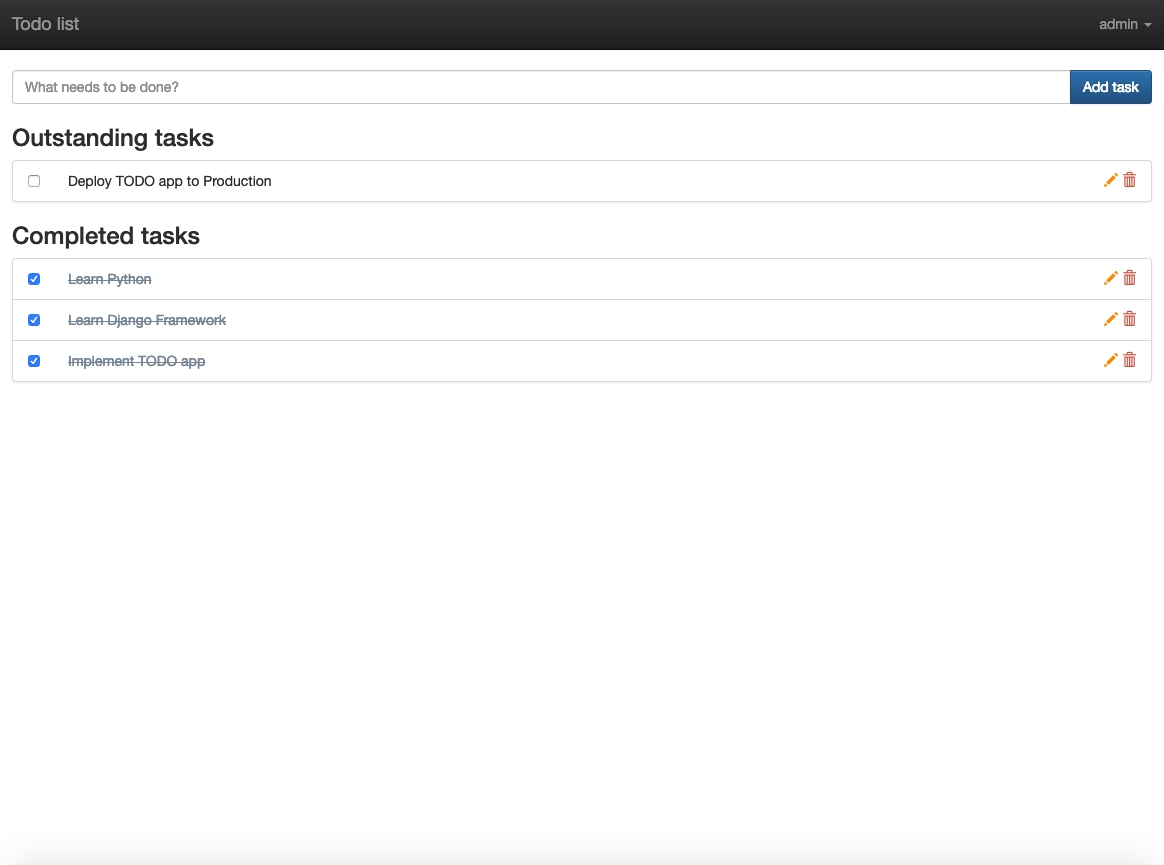 Todo list
admin
What needs to be done?
Add task
Outstanding tasks
Deploy TODO app to Production
Completed tasks
Learn Python
Learn Django Framework
Implement TODO app